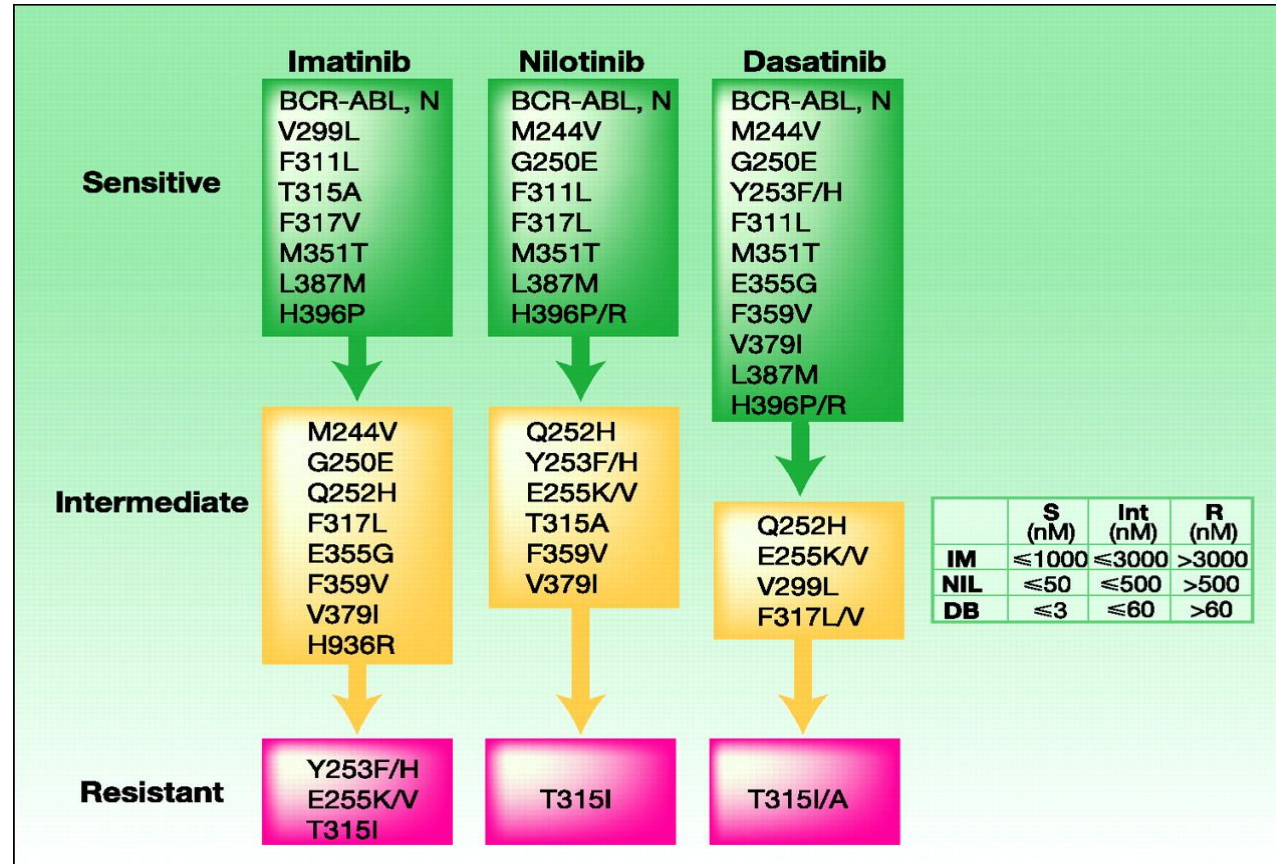 Imatinib
Nilotinib
Dasatinib
Sensitive
BCR-ABL, N
V299L
F311L
T315A
F317V
M351T
L387M
H396P
BCR-ABL, N
M244V
G250E
F311L
F317L
M351T
L387M
H396P/R
BCR-ABL, N
M244V
G250E
Y253F/H
F311L
M351T
E355G
F359V
V379I
L387M
H396P/R
Intermediate
M244V
G250E
Q252H
F317L
E355G
F359V
V379I
H936R
Q252H
Y253F/H
E255K/V
T315A
F359V
V379I
Q252H
E255K/V
V299L
F317L/V
S Int R
(nM) (nM) (nM)
IM ≤1000 ≤3000 >3000
NIL ≤50 ≤500 >500
DB ≤3 ≤60 >60
Resistant
Y253F/H
E255K/V
T315I
T315I
T315I/A